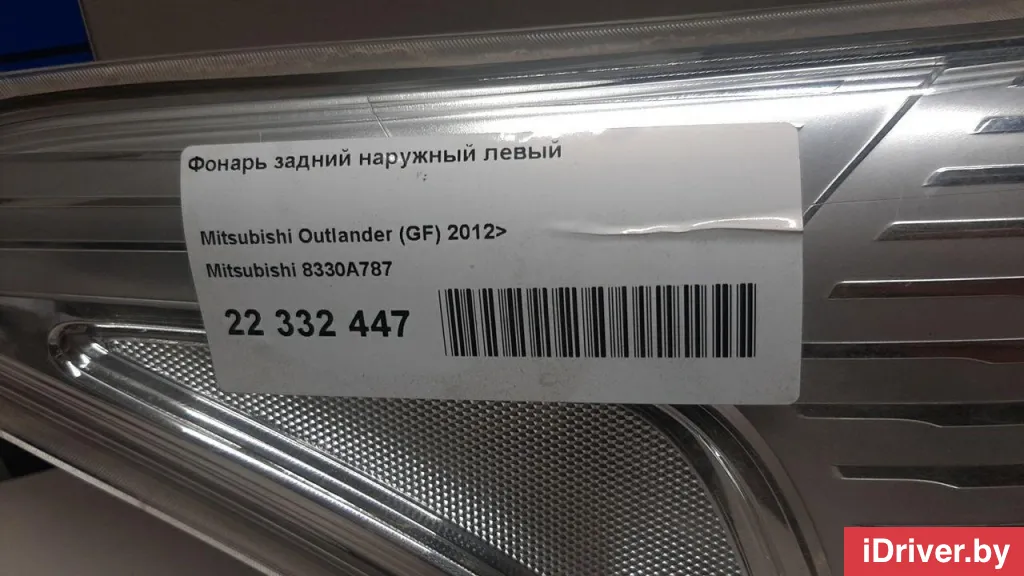 Фонарь задний наружный левый
Mitsubishi Outlander (GF) 2012>
Mitsubishi 8330A787
22 332 447
iDriver.by